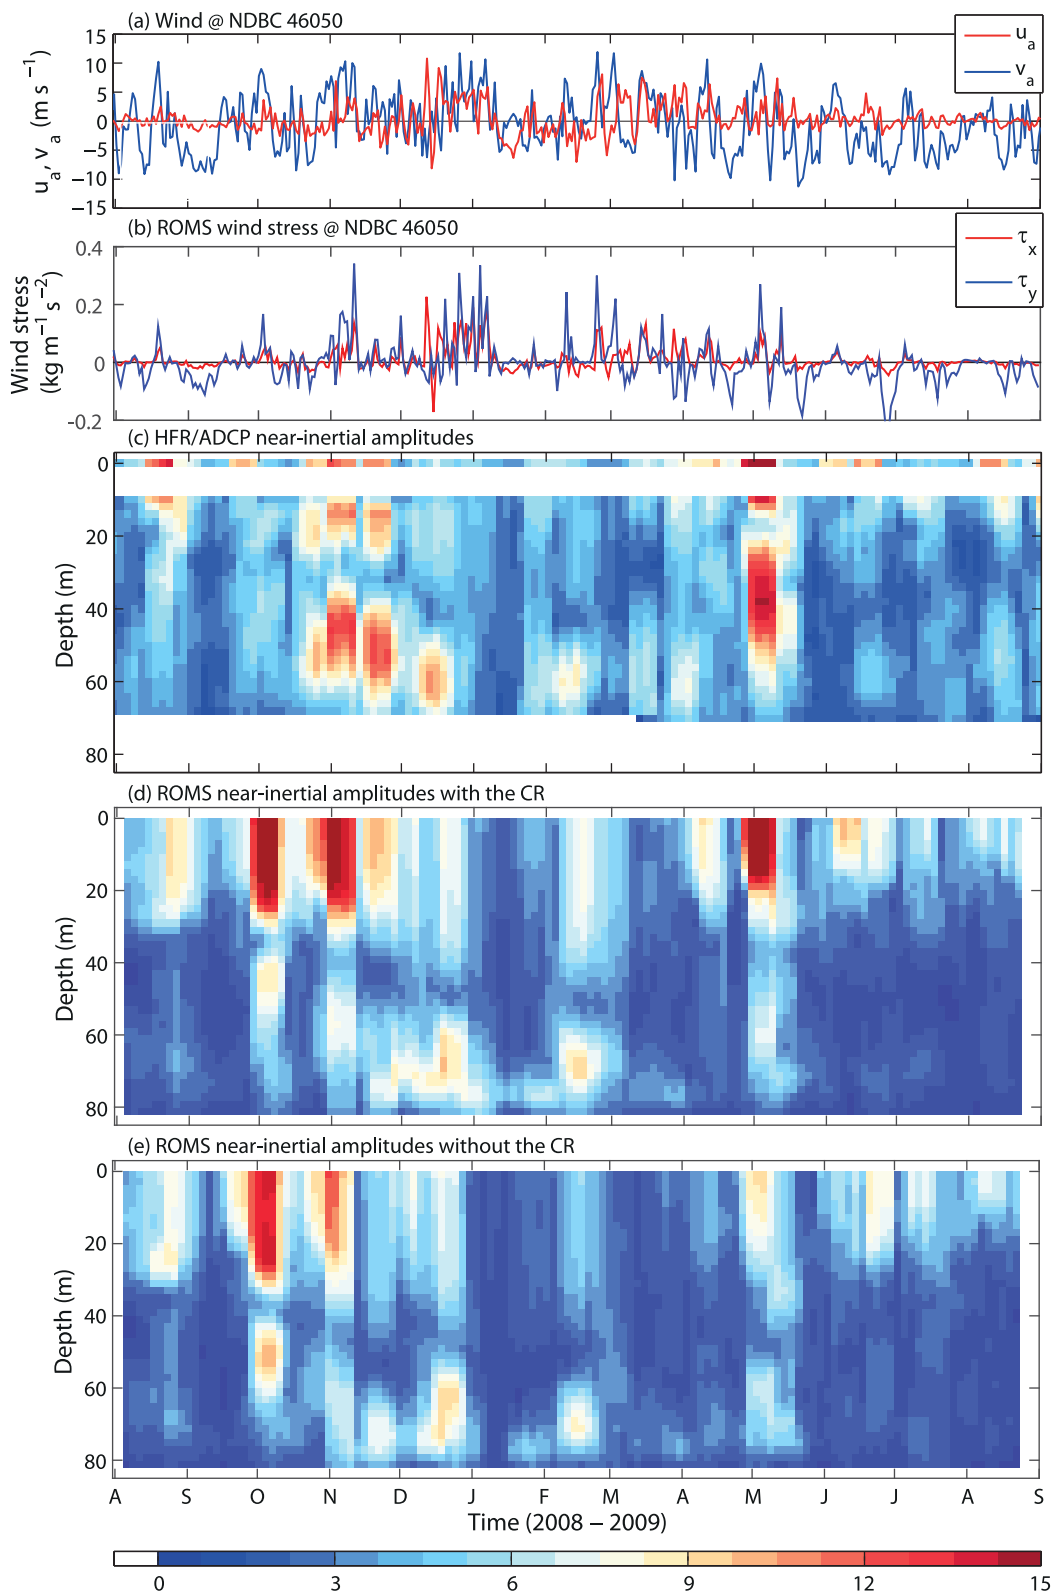 (a) Wind @ NDBC 46050
u_a
v_a
15
10
5
0
−5
−10
−15
u_a, v_a (m s⁻¹)
(b) ROMS wind stress @ NDBC 46050
τ_x
τ_y
0.4
0.2
0
-0.2
Wind stress
(kg m⁻¹ s⁻²)
(c) HFR/ADCP near-inertial amplitudes
0
20
40
60
80
Depth (m)
(d) ROMS near-inertial amplitudes with the CR
0
20
40
60
80
Depth (m)
(e) ROMS near-inertial amplitudes without the CR
0
20
40
60
80
Depth (m)
A S O N D J F M A M J J A S
Time (2008 – 2009)
0 3 6 9 12 15